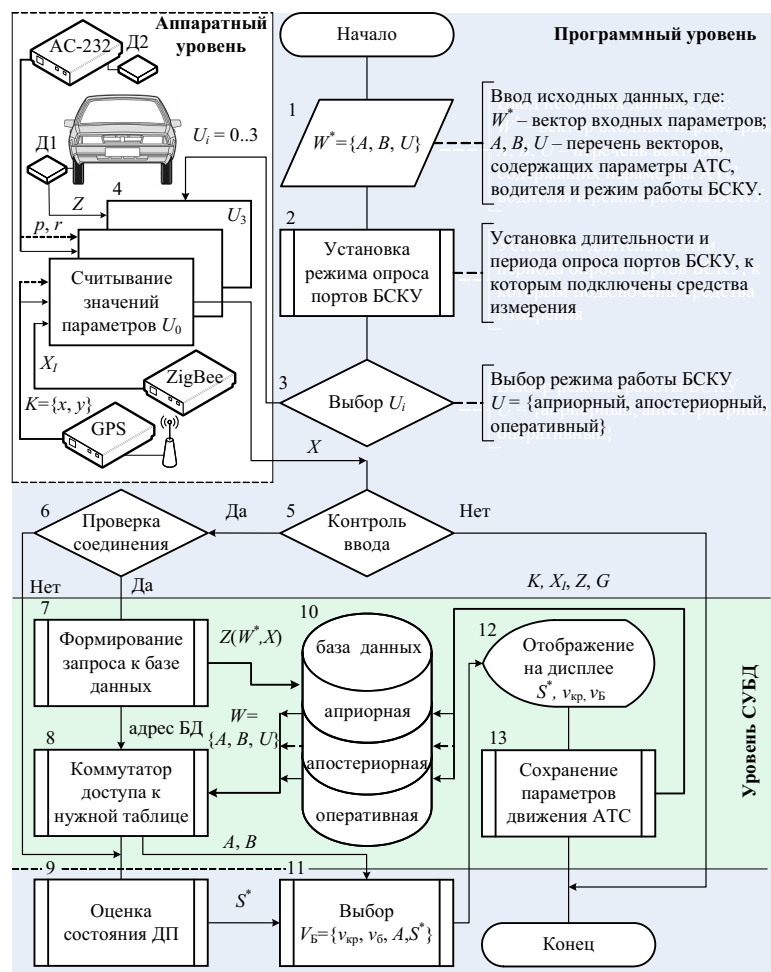 Аппаратный
уровень
АС-232
Д2
Д1
U_i = 0..3
Z
4
U_3
p, r
Считывание
значений
параметров U_0
X_I
ZigBee
K={x, y}
GPS
X
Программный уровень
Начало
1
W*={A, B, U}
Ввод исходных данных, где:
W* – вектор входных параметров;
A, B, U – перечень векторов,
содержащих параметры АТС,
водителя и режим работы БСКУ.
2
Установка
режима опроса
портов БСКУ
Установка длительности и
периода опроса портов БСКУ, к
которым подключены средства
измерения
3
Выбор U_i
Выбор режима работы БСКУ
U = {априорный, апостериорный,
оперативный}
6
Проверка
соединения
Да
5
Контроль
ввода
Нет
Нет
Да
K, X_I, Z, G
7
Формирование
запроса к базе
данных
Z(W*,X)
10
база данных
априорная
апостериорная
оперативная
12
Отображение
на дисплее
S*, v_кр, v_Б
адрес БД
W=
{A, B, U}
8
Коммутатор
доступа к
нужной таблице
13
Сохранение
параметров
движения АТС
Уровень СУБД
A, B
9
Оценка
состояния ДП
S*
11
Выбор
V_Б={v_кр, v_б, A,S*}
Конец